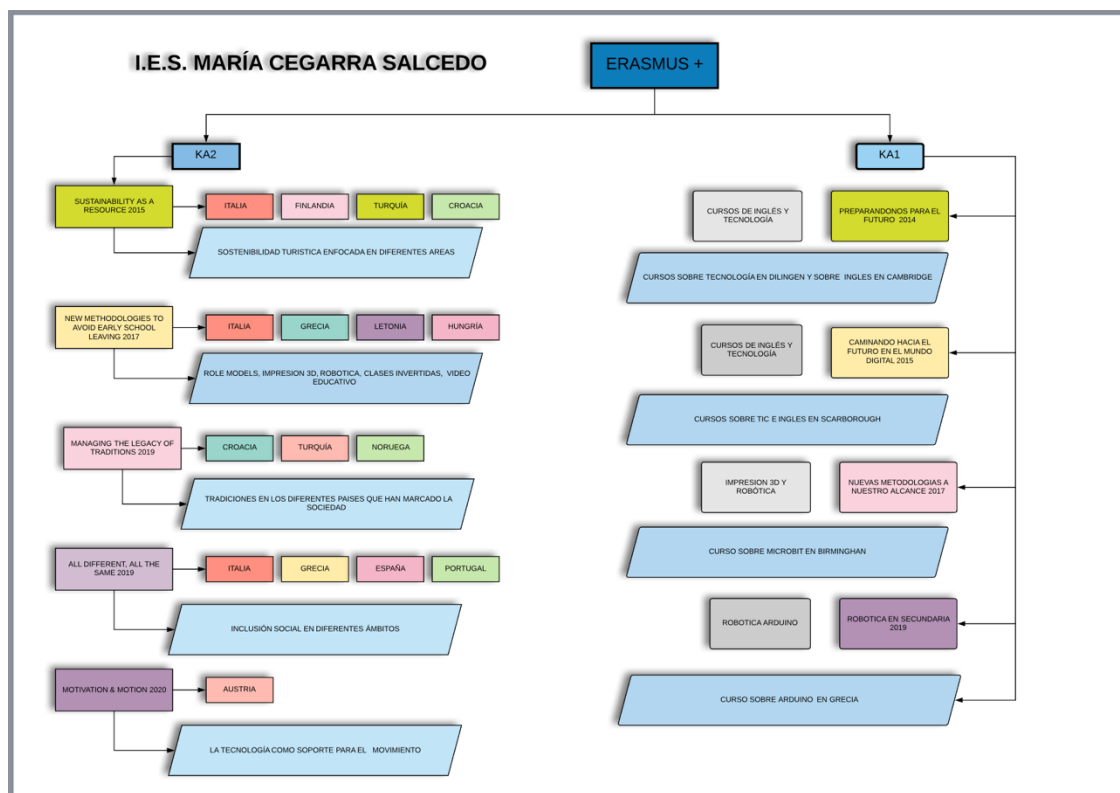 I.E.S. MARÍA CEGARRA SALCEDO
ERASMUS +
KA2
SUSTAINABILITY AS A
RESOURCE 2015
ITALIA
FINLANDIA
TURQUÍA
CROACIA
SOSTENIBILIDAD TURISTICA ENFOCADA EN DIFERENTES AREAS
NEW METHODOLOGIES TO
AVOID EARLY SCHOOL
LEAVING 2017
ITALIA
GRECIA
LETONIA
HUNGRÍA
ROLE MODELS, IMPRESION 3D, ROBOTICA, CLASES INVERTIDAS, VIDEO
EDUCATIVO
MANAGING THE LEGACY OF
TRADITIONS 2019
CROACIA
TURQUÍA
NORUEGA
TRADICIONES EN LOS DIFERENTES PAISES QUE HAN MARCADO LA
SOCIEDAD
ALL DIFFERENT, ALL THE
SAME 2019
ITALIA
GRECIA
ESPAÑA
PORTUGAL
INCLUSIÓN SOCIAL EN DIFERENTES ÁMBITOS
MOTIVATION & MOTION 2020
AUSTRIA
LA TECNOLOGÍA COMO SOPORTE PARA EL MOVIMIENTO
KA1
CURSOS DE INGLÉS Y
TECNOLOGÍA
PREPARANDONOS PARA EL
FUTURO 2014
CURSOS SOBRE TECNOLOGÍA EN DILINGEN Y SOBRE INGLES EN CAMBRIDGE
CURSOS DE INGLÉS Y
TECNOLOGÍA
CAMINANDO HACIA EL
FUTURO EN EL MUNDO
DIGITAL 2015
CURSOS SOBRE TIC E INGLES EN SCARBOROUGH
IMPRESION 3D Y
ROBÓTICA
NUEVAS METODOLOGIAS A
NUESTRO ALCANCE 2017
CURSO SOBRE MICROBIT EN BIRMINGHAN
ROBOTICA ARDUINO
ROBOTICA EN SECUNDARIA
2019
CURSO SOBRE ARDUINO EN GRECIA